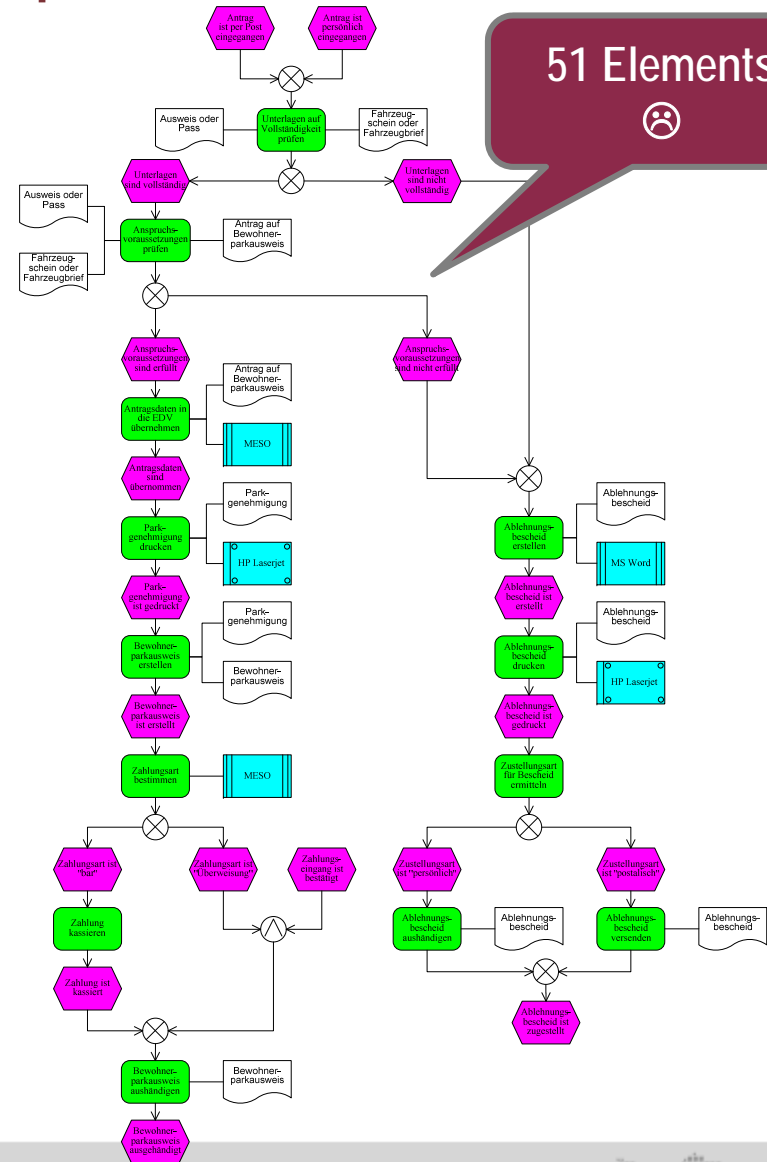 Antrag
ist per Post
eingegangen
Antrag ist
persönlich
eingegangen
51 Elements
☹
Ausweis oder
Pass
Unterlagen auf
Vollständigkeit
prüfen
Fahrzeug-
schein oder
Fahrzeugbrief
Unterlagen
sind vollständig
Unterlagen
sind nicht
vollständig
Ausweis oder
Pass
Fahrzeug-
schein oder
Fahrzeugbrief
Anspruchs-
voraussetzungen
prüfen
Antrag auf
Bewohner-
parkausweis
Anspruchs-
voraussetzungen
sind erfüllt
Anspruchs-
voraussetzungen
sind nicht erfüllt
Antragsdaten in
die EDV
übernehmen
Antrag auf
Bewohner-
parkausweis
MESO
Antragsdaten
sind
übernommen
Park-
genehmigung
drucken
Park-
genehmigung
HP Laserjet
Park-
genehmigung
ist gedruckt
Bewohner-
parkausweis
erstellen
Park-
genehmigung
Bewohner-
parkausweis
Bewohner-
parkausweis
ist erstellt
Zahlungsart
bestimmen
MESO
Ablehnungs-
bescheid
erstellen
Ablehnungs-
bescheid
MS Word
Ablehnungs-
bescheid ist
erstellt
Ablehnungs-
bescheid
drucken
Ablehnungs-
bescheid
HP Laserjet
Ablehnungs-
bescheid ist
gedruckt
Zustellungsart
für Bescheid
ermitteln
Zahlungsart ist
"bar"
Zahlungsart ist
"Überweisung"
Zahlungs-
eingang ist
bestätigt
Zustellungsart
ist "persönlich"
Zustellungsart
ist "postalisch"
Zahlung
kassieren
Ablehnungs-
bescheid
aushändigen
Ablehnungs-
bescheid
Ablehnungs-
bescheid
versenden
Ablehnungs-
bescheid
Zahlung ist
kassiert
Ablehnungs-
bescheid ist
zugestellt
Bewohner-
parkausweis
aushändigen
Bewohner-
parkausweis
Bewohner-
parkausweis
ausgehändigt